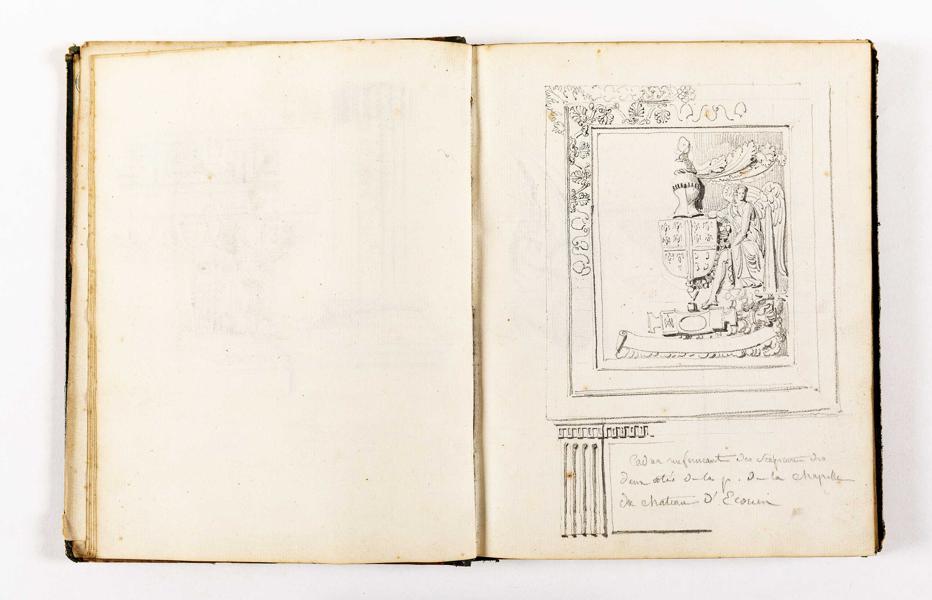 Cadre renfermant des sculptures des
deux côtés de la p. de la chapelle
du chateau d'Ecouen